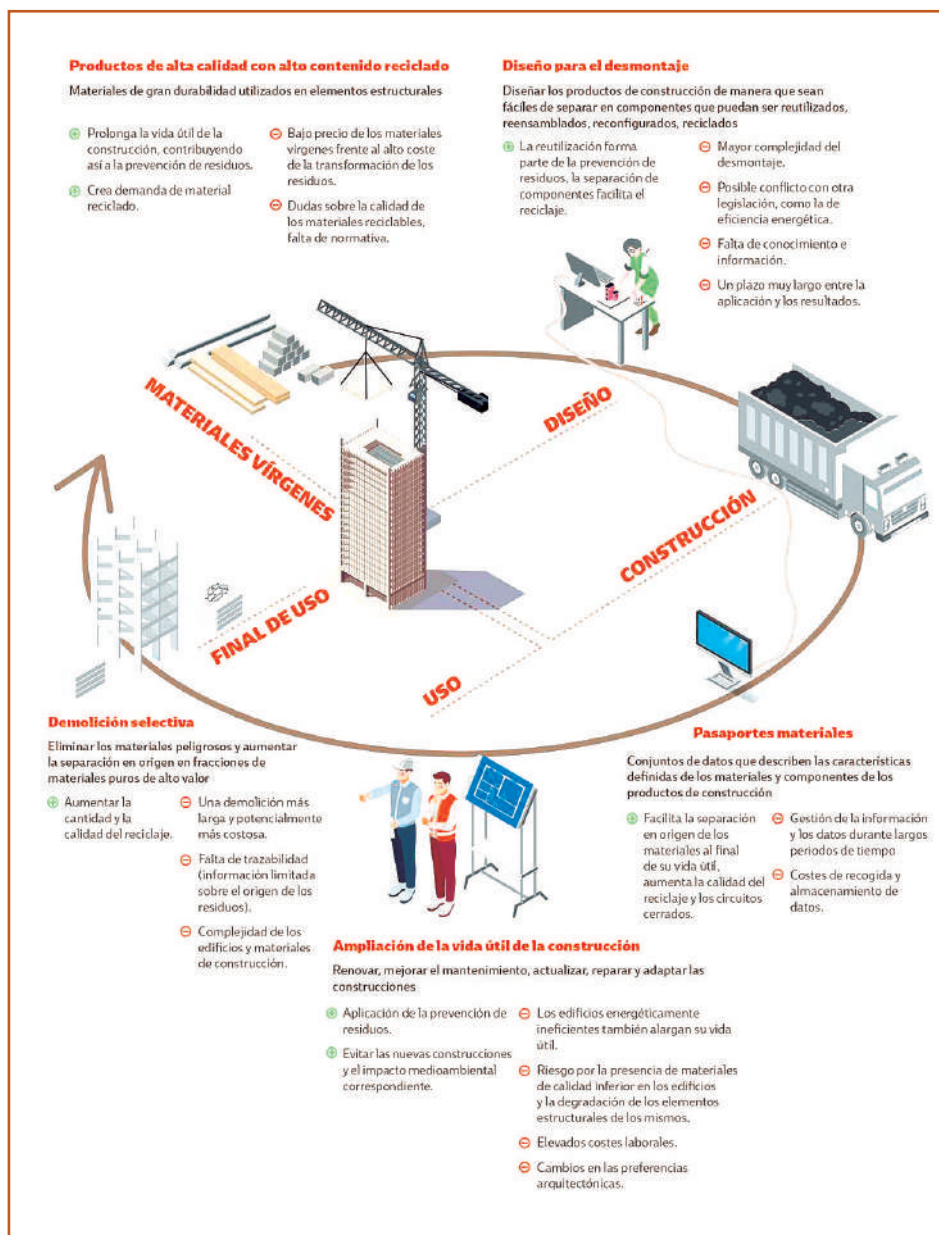 Productos de alta calidad con alto contenido reciclado
Materiales de gran durabilidad utilizados en elementos estructurales
Prolonga la vida útil de la
construcción, contribuyendo
así a la prevención de residuos.
Crea demanda de material
reciclado.
Bajo precio de los materiales
vírgenes frente al alto coste
de la transformación de los
residuos.
Dudas sobre la calidad de
los materiales reciclables,
falta de normativa.
Diseño para el desmontaje
Diseñar los productos de construcción de manera que sean
fáciles de separar en componentes que puedan ser reutilizados,
reensamblados, reconfigurados, reciclados
La reutilización forma
parte de la prevención de
residuos, la separación de
componentes facilita el
reciclaje.
Mayor complejidad del
desmontaje.
Posible conflicto con otra
legislación, como la de
eficiencia energética.
Falta de conocimiento e
información.
Un plazo muy largo entre la
aplicación y los resultados.
MATERIALES VÍRGENES
DISEÑO
CONSTRUCCIÓN
FINAL DE USO
USO
Demolición selectiva
Eliminar los materiales peligrosos y aumentar
la separación en origen en fracciones de
materiales puros de alto valor
Aumentar la
cantidad y la
calidad del reciclaje.
Una demolición más
larga y potencialmente
más costosa.
Falta de trazabilidad
(información limitada
sobre el origen de los
residuos).
Complejidad de los
edificios y materiales
de construcción.
Pasaportes materiales
Conjuntos de datos que describen las características
definidas de los materiales y componentes de los
productos de construcción
Facilita la separación
en origen de los
materiales al final
de su vida útil,
aumenta la calidad del
reciclaje y los circuitos
cerrados.
Gestión de la información
y los datos durante largos
periodos de tiempo
Costes de recogida y
almacenamiento de
datos.
Ampliación de la vida útil de la construcción
Renovar, mejorar el mantenimiento, actualizar, reparar y adaptar las
construcciones
Aplicación de la prevención de
residuos.
Evitar las nuevas construcciones
y el impacto medioambiental
correspondiente.
Los edificios energéticamente
ineficientes también alargan su vida
útil.
Riesgo por la presencia de materiales
de calidad inferior en los edificios
y la degradación de los elementos
estructurales de los mismos.
Elevados costes laborales.
Cambios en las preferencias
arquitectónicas.